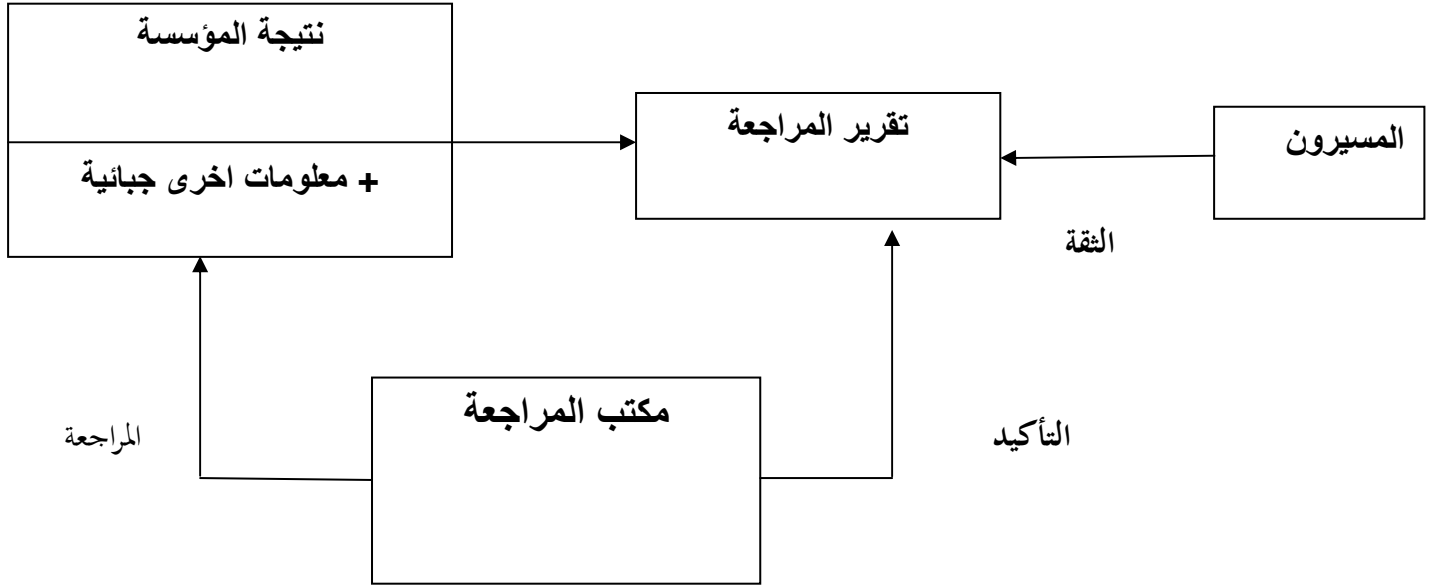 نتيجة المؤسسة
+ معلومات اخرى جبائية
تقرير المراجعة
المسيرون
الثقة
مكتب المراجعة
المراجعة
التأكيد